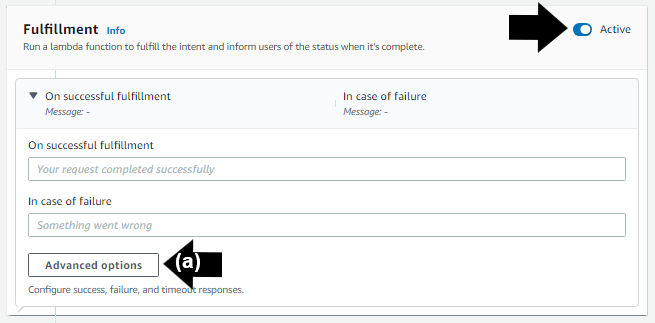 Fulfillment Info
Active
Run a lambda function to fulfill the intent and inform users of the status when it's complete.
On successful fulfillment
Message: -
In case of failure
Message: -
On successful fulfillment
Your request completed successfully
In case of failure
Something went wrong
Advanced options
(a)
Configure success, failure, and timeout responses.